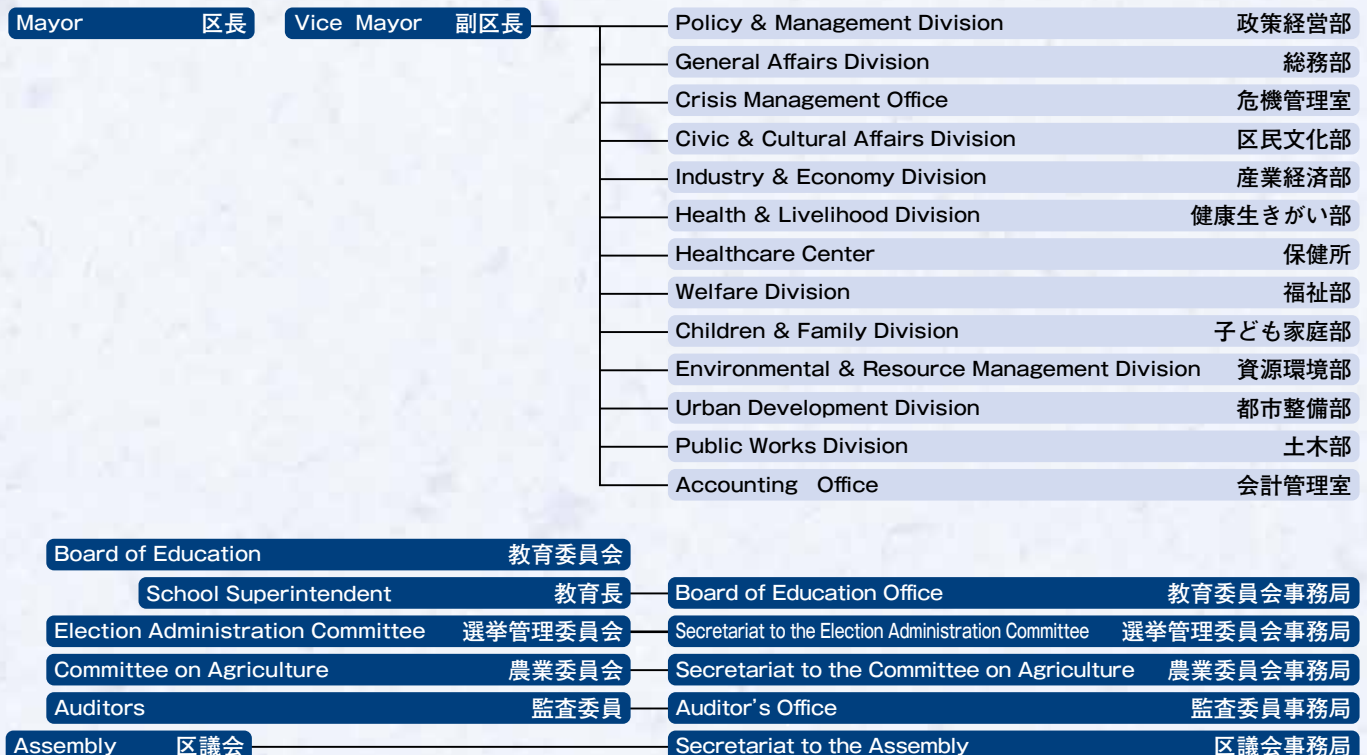 Mayor 区長 Vice Mayor 副区長 Policy & Management Division 政策経営部
General Affairs Division 総務部
Crisis Management Office 危機管理室
Civic & Cultural Affairs Division 区民文化部
Industry & Economy Division 産業経済部
Health & Livelihood Division 健康生きがい部
Healthcare Center 保健所
Welfare Division 福祉部
Children & Family Division 子ども家庭部
Environmental & Resource Management Division 資源環境部
Urban Development Division 都市整備部
Public Works Division 土木部
Accounting Office 会計管理室
Board of Education 教育委員会
School Superintendent 教育長 Board of Education Office 教育委員会事務局
Election Administration Committee 選挙管理委員会 Secretariat to the Election Administration Committee 選挙管理委員会事務局
Committee on Agriculture 農業委員会 Secretariat to the Committee on Agriculture 農業委員会事務局
Auditors 監査委員 Auditor's Office 監査委員事務局
Assembly 区議会 Secretariat to the Assembly 区議会事務局